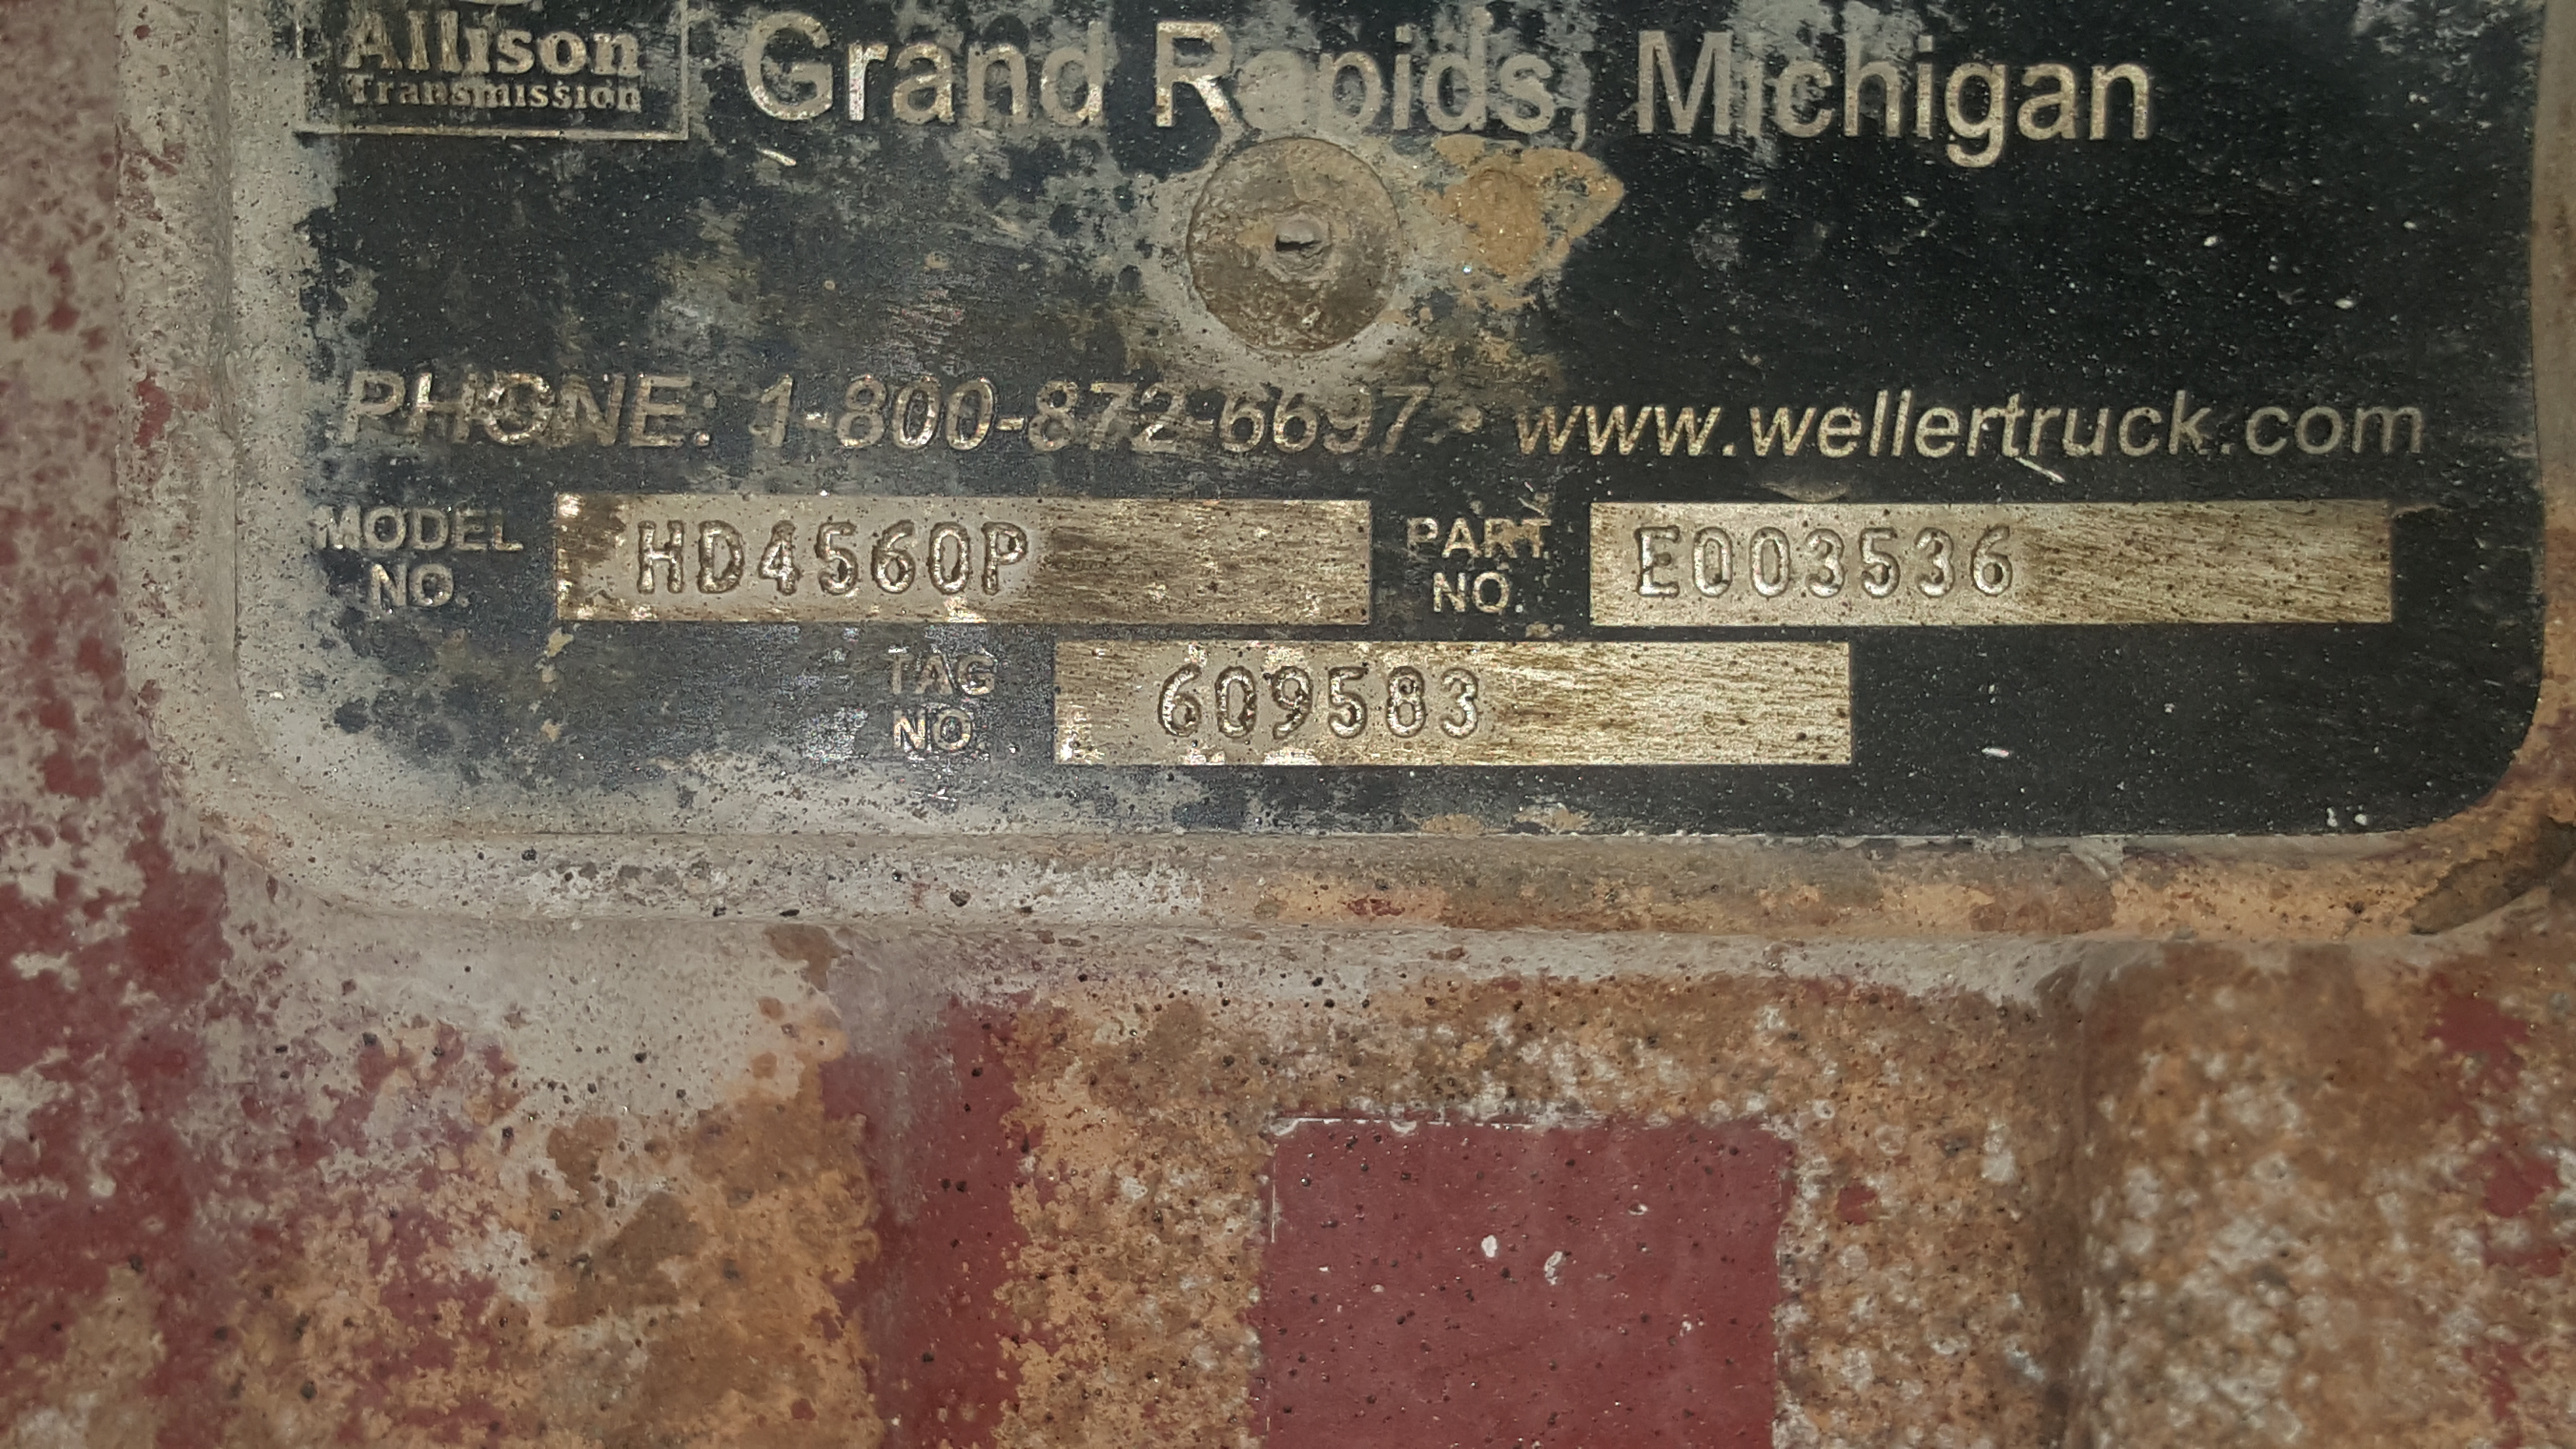 Allison
Transmission
Grand Rapids, Michigan
PHONE: 1-800-872-6697 • www.wellertruck.com
MODEL NO. HD4560P PART NO. E003536
TAG NO. 609583